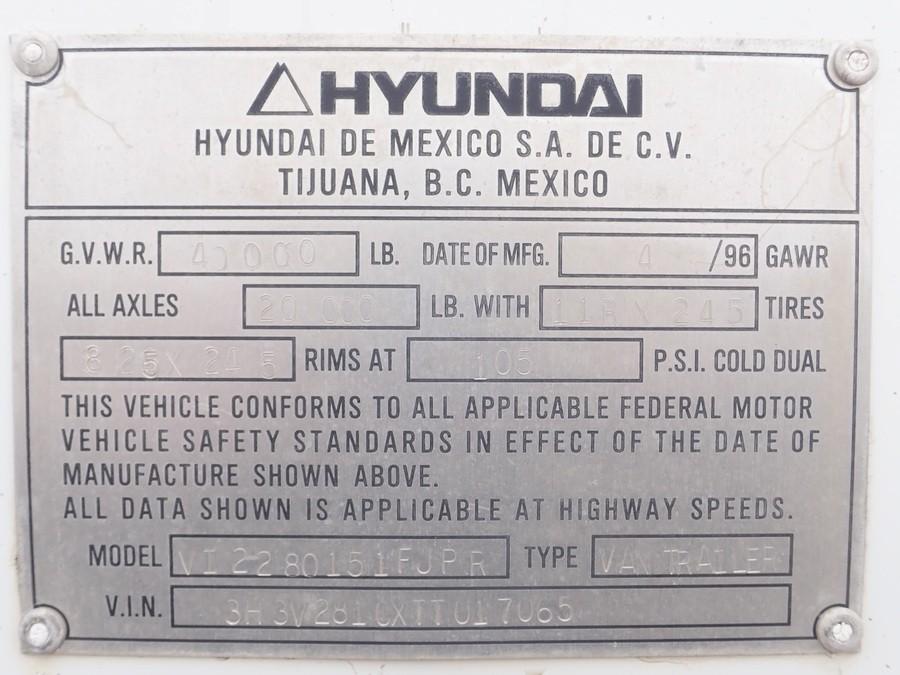 HYUNDAI
HYUNDAI DE MEXICO S.A. DE C.V.
TIJUANA, B.C. MEXICO
G.V.W.R. 40000 LB. DATE OF MFG. 4 /96 GAWR
ALL AXLES 20 000 LB. WITH 11R X 245 TIRES
8 25X 24 5 RIMS AT 105 P.S.I. COLD DUAL
THIS VEHICLE CONFORMS TO ALL APPLICABLE FEDERAL MOTOR
VEHICLE SAFETY STANDARDS IN EFFECT OF THE DATE OF
MANUFACTURE SHOWN ABOVE.
ALL DATA SHOWN IS APPLICABLE AT HIGHWAY SPEEDS.
MODEL VI2280151FJPR TYPE VAN TRAILER
V.I.N. 3H3V281CXTT017065